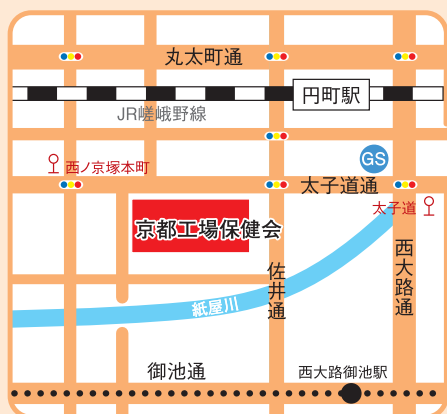 丸太町通
円町駅
JR嵯峨野線
GS
西ノ京塚本町
太子道通
太子道
京都工場保健会
佐井通
西大路通
紙屋川
御池通
西大路御池駅